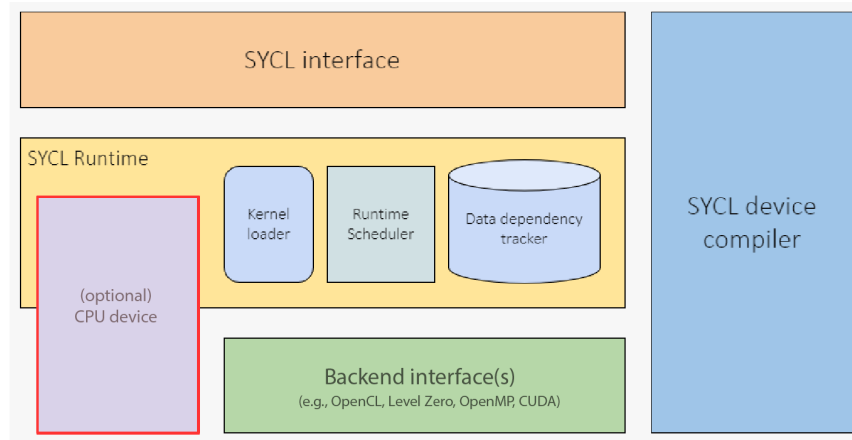 SYCL interface
SYCL Runtime
Kernel
loader
Runtime
Scheduler
Data dependency
tracker
(optional)
CPU device
Backend interface(s)
(e.g., OpenCL, Level Zero, OpenMP, CUDA)
SYCL device
compiler